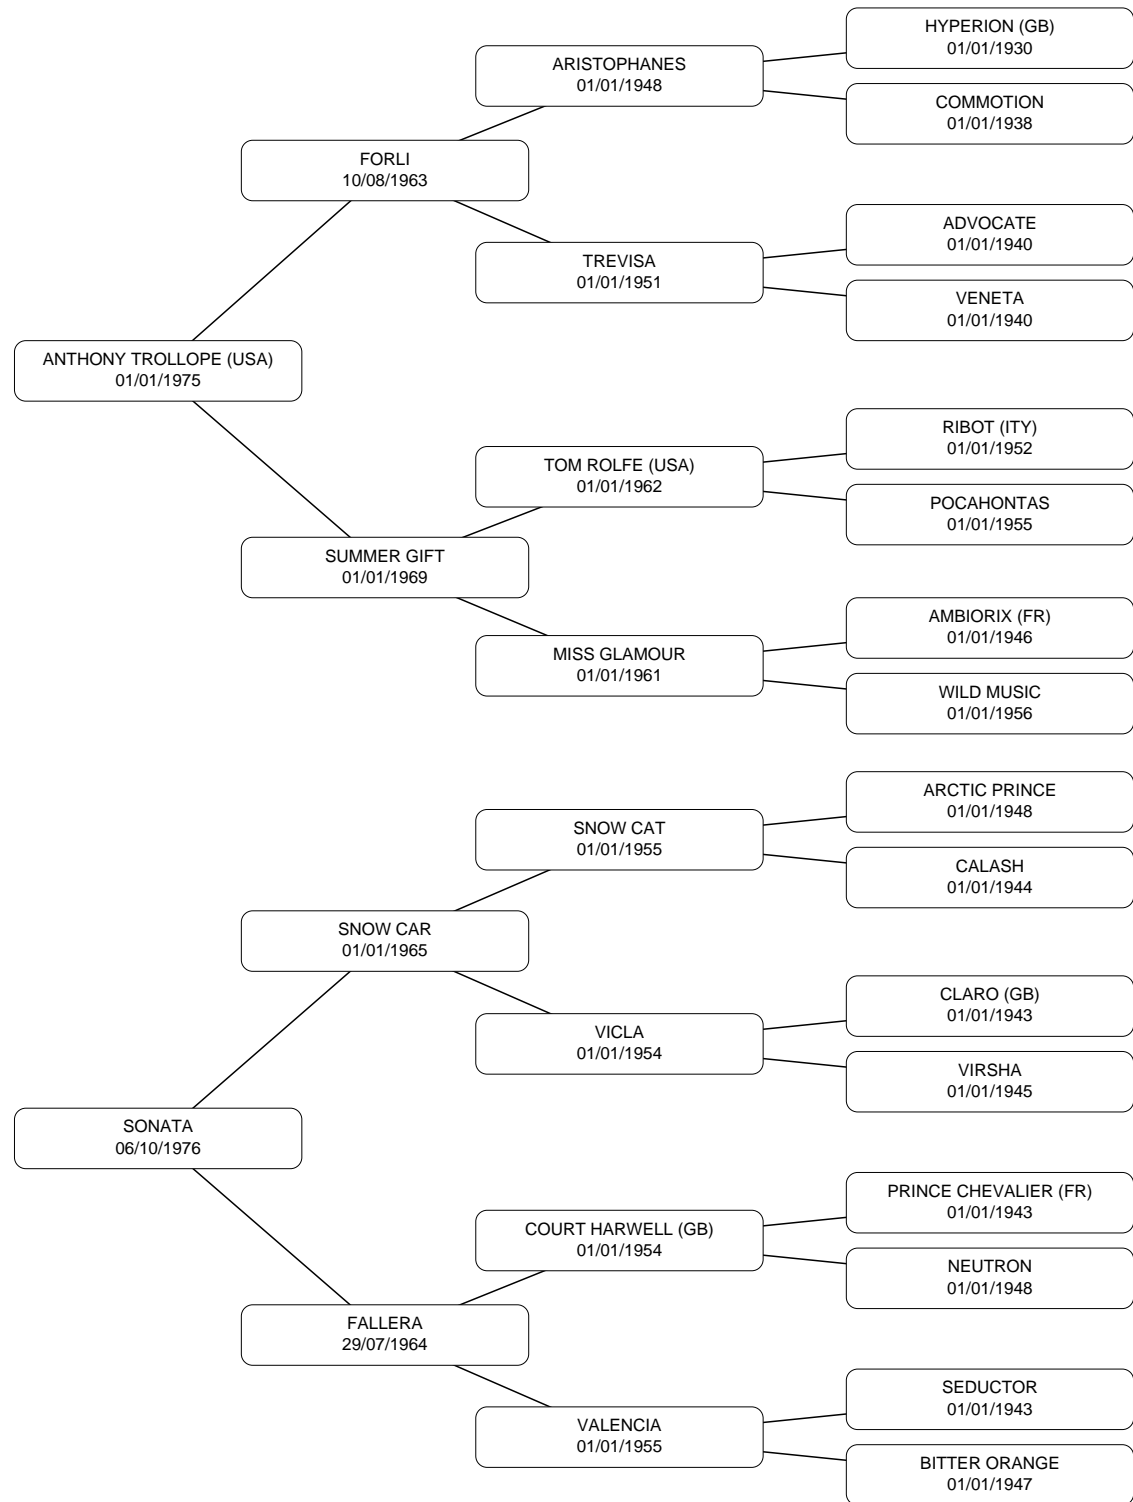 HYPERION (GB)
01/01/1930
ARISTOPHANES
01/01/1948
COMMOTION
01/01/1938
FORLI
10/08/1963
ADVOCATE
01/01/1940
TREVISA
01/01/1951
VENETA
01/01/1940
ANTHONY TROLLOPE (USA)
01/01/1975
RIBOT (ITY)
01/01/1952
TOM ROLFE (USA)
01/01/1962
POCAHONTAS
01/01/1955
SUMMER GIFT
01/01/1969
AMBIORIX (FR)
01/01/1946
MISS GLAMOUR
01/01/1961
WILD MUSIC
01/01/1956
ARCTIC PRINCE
01/01/1948
SNOW CAT
01/01/1955
CALASH
01/01/1944
SNOW CAR
01/01/1965
CLARO (GB)
01/01/1943
VICLA
01/01/1954
VIRSHA
01/01/1945
SONATA
06/10/1976
PRINCE CHEVALIER (FR)
01/01/1943
COURT HARWELL (GB)
01/01/1954
NEUTRON
01/01/1948
FALLERA
29/07/1964
SEDUCTOR
01/01/1943
VALENCIA
01/01/1955
BITTER ORANGE
01/01/1947